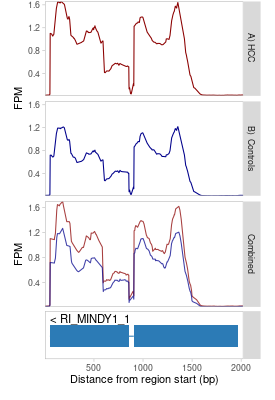 1.6
1.2
0.8
0.4
A) HCC
FPM
1.6
1.2
0.8
0.4
B) Controls
1.6
1.2
0.8
0.4
FPM
Combined
< RI_MINDY1_1
500 1000 1500 2000
Distance from region start (bp)